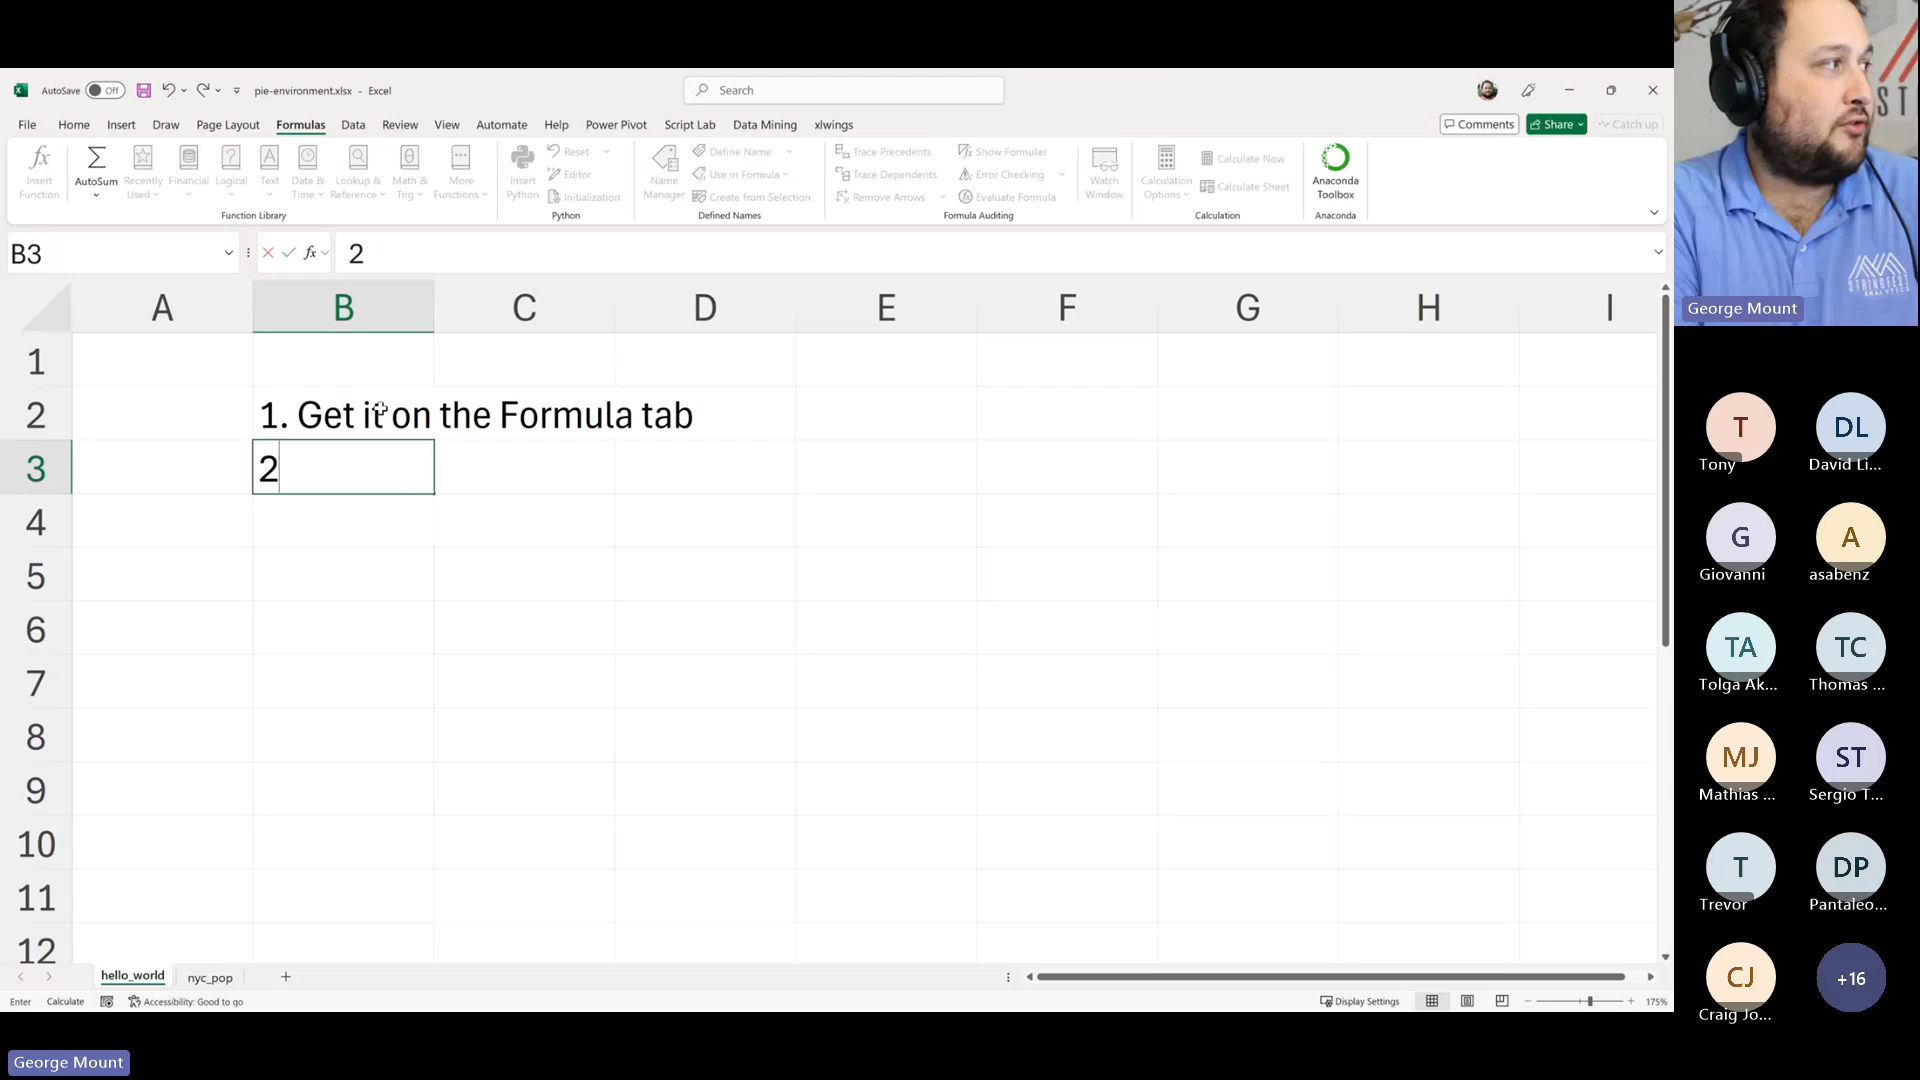 AutoSave Off pie-environment.xlsx - Excel Search
File Home Insert Draw Page Layout Formulas Data Review View Automate Help Power Pivot Script Lab Data Mining xlwings Comments Share Catch up
fx Insert Function
AutoSum
Recently Used
Financial
Logical
Text
Date & Time
Lookup & Reference
Math & Trig
More Functions
Function Library
Insert Python
Reset
Editor
Initialization
Python
Name Manager
Define Name
Use in Formula
Create from Selection
Defined Names
Trace Precedents
Trace Dependents
Remove Arrows
Show Formulas
Error Checking
Evaluate Formula
Formula Auditing
Watch Window
Calculation Options
Calculate Now
Calculate Sheet
Calculation
Anaconda Toolbox
Anaconda
B3 fx 2
A B C D E F G H I
1
2 1. Get it on the Formula tab
3 2
4
5
6
7
8
9
10
11
12
hello_world nyc_pop
Enter Calculate Accessibility: Good to go Display Settings 175%
George Mount
STRINGFEST
ANALYTICS
George Mount
T
Tony
DL
David Li...
G
Giovanni
A
asabenz
TA
Tolga Ak...
TC
Thomas ...
MJ
Mathias ...
ST
Sergio T...
T
Trevor
DP
Pantaleo...
CJ
Craig Jo...
+16